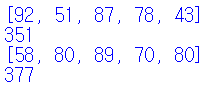 [92, 51, 87, 78, 43]
351
[58, 80, 89, 70, 80]
377